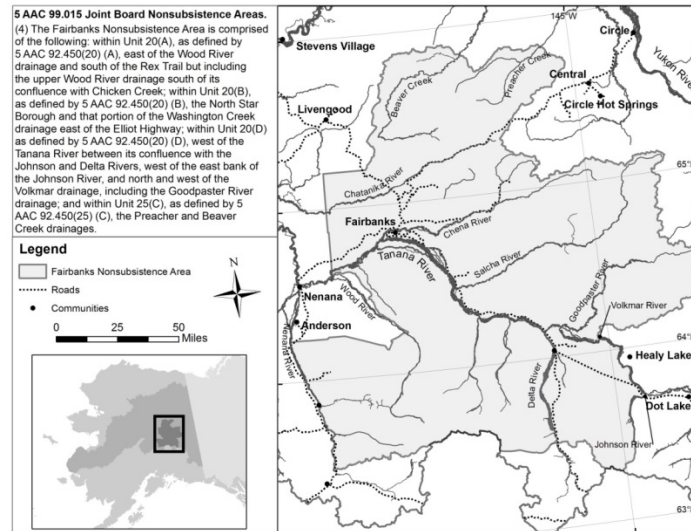 5 AAC 99.015 Joint Board Nonsubsistence Areas.
(4) The Fairbanks Nonsubsistence Area is comprised
of the following: within Unit 20(A), as defined by
5 AAC 92.450(20) (A), east of the Wood River
drainage and south of the Rex Trail but including
the upper Wood River drainage south of its
confluence with Chicken Creek; within Unit 20(B),
as defined by 5 AAC 92.450(20) (B), the North Star
Borough and that portion of the Washington Creek
drainage east of the Elliot Highway; within Unit 20(D)
as defined by 5 AAC 92.450(20) (D), west of the
Tanana River between its confluence with the
Johnson and Delta Rivers, west of the east bank of
the Johnson River, and north and west of the
Volkmar drainage, including the Goodpaster River
drainage; and within Unit 25(C), as defined by 5
AAC 92.450(25) (C), the Preacher and Beaver
Creek drainages.
Legend
Fairbanks Nonsubsistence Area
Roads
Communities
0 25 50
Miles
N
145°W
Stevens Village
Circle
Yukon River
Preacher Creek
Beaver Creek
Central
Circle Hot Springs
Livengood
65°N
Chatanika River
Fairbanks
Chena River
Tanana River
Salcha River
Goodpaster River
Nenana
Wood River
Volkmar River
Anderson
64°N
Nenana River
Healy Lake
Delta River
Dot Lake
Johnson River
63°N